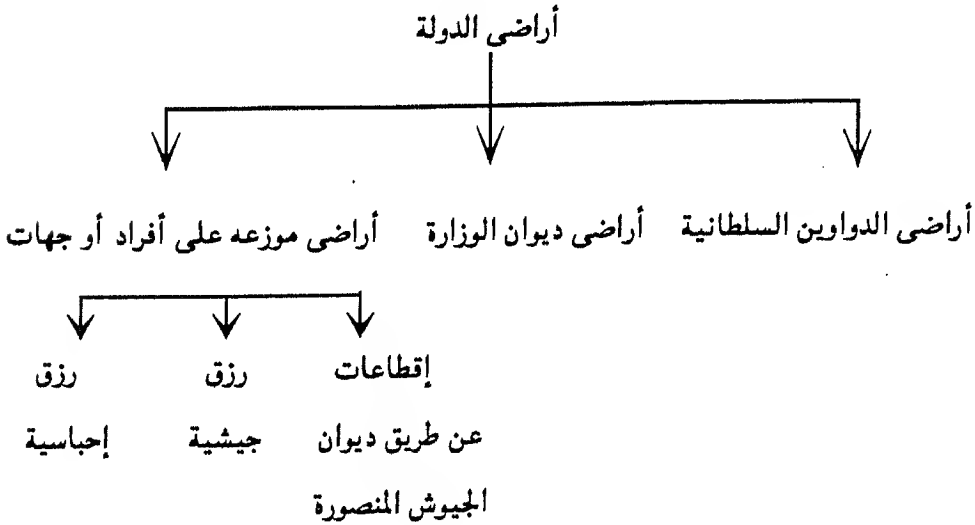 أراضى الدولة
أراضى الدواوين السلطانية
أراضى ديوان الوزارة
أراضى موزعه على أفراد أو جهات
إقطاعات
عن طريق ديوان
الجيوش المنصورة
رزق
جيشية
رزق
إحباسية